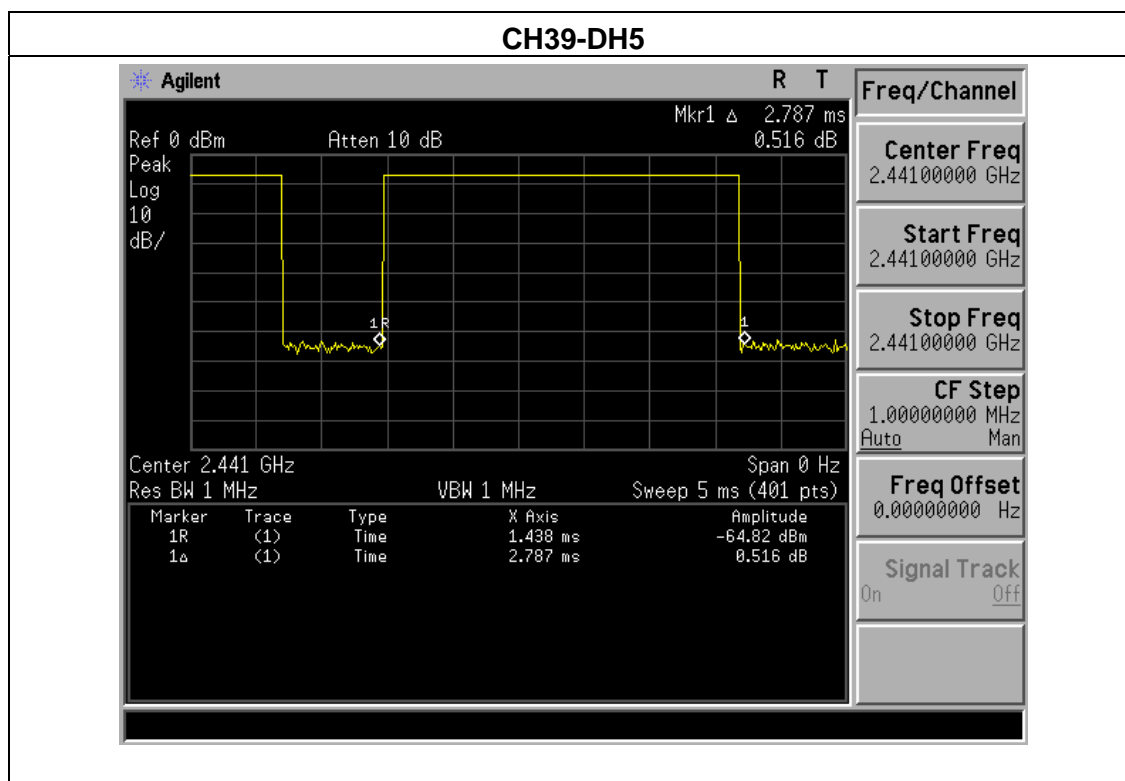 CH39-DH5
Agilent R T
Mkr1 Δ 2.787 ms
Ref 0 dBm Atten 10 dB 0.516 dB
Peak
Log
10
dB/
1R
1
Center 2.441 GHz Span 0 Hz
Res BW 1 MHz VBW 1 MHz Sweep 5 ms (401 pts)
Marker Trace Type X Axis Amplitude
1R (1) Time 1.438 ms -64.82 dBm
1Δ (1) Time 2.787 ms 0.516 dB
Freq/Channel
Center Freq
2.44100000 GHz
Start Freq
2.44100000 GHz
Stop Freq
2.44100000 GHz
CF Step
1.00000000 MHz
Auto Man
Freq Offset
0.00000000 Hz
Signal Track
On Off